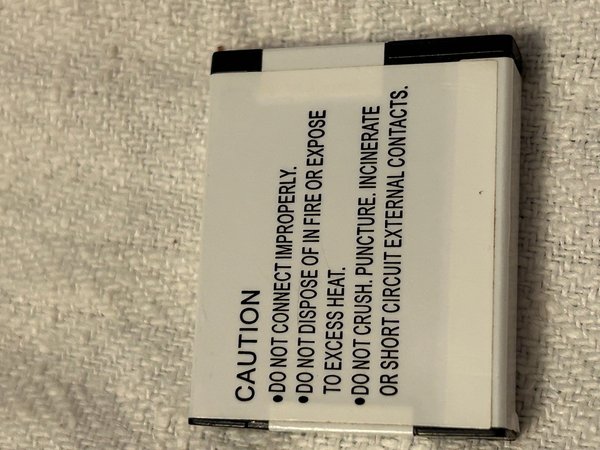 CAUTION
•DO NOT CONNECT IMPROPERLY.
•DO NOT DISPOSE OF IN FIRE OR EXPOSE
TO EXCESS HEAT.
•DO NOT CRUSH. PUNCTURE. INCINERATE
OR SHORT CIRCUIT EXTERNAL CONTACTS.